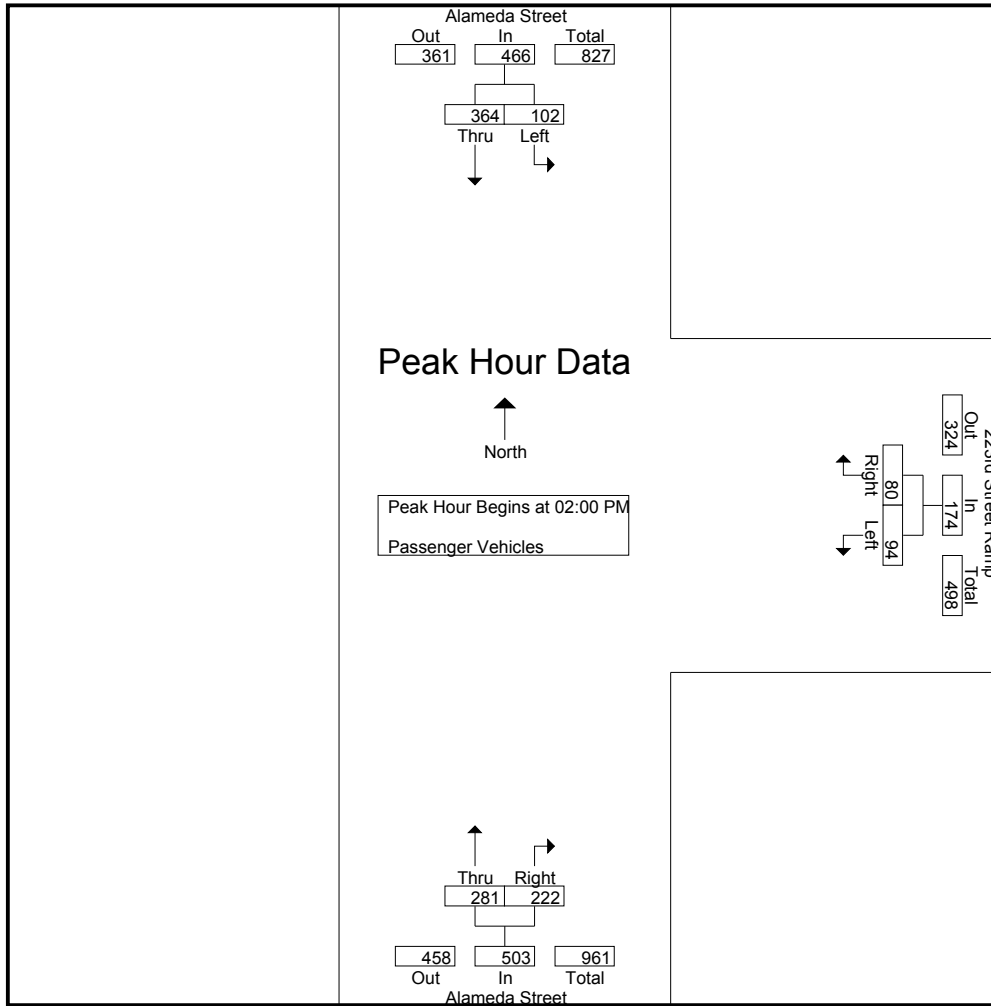 Alameda Street
Out In Total
361 466 827
364 102
Thru Left
Peak Hour Data
North
Peak Hour Begins at 02:00 PM
Passenger Vehicles
Street Ramp
Out In Total
324 174 498
80 94
Right Left
Thru Right
281 222
458 503 961
Out In Total
Alameda Street